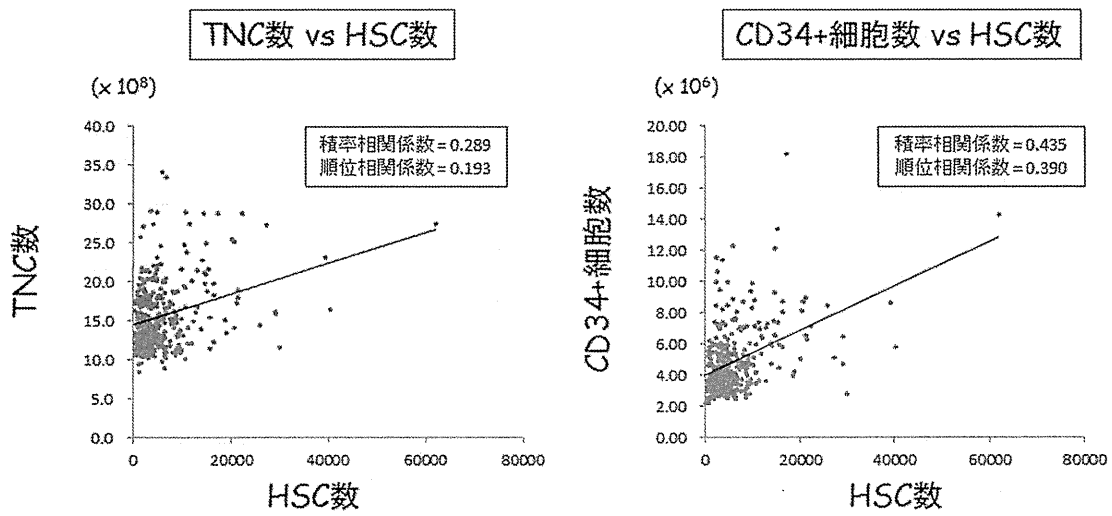 TNC数 vs HSC数
(x 10⁸)
積率相関係数 = 0.289
順位相関係数 = 0.193
40.0
35.0
30.0
25.0
20.0
15.0
10.0
5.0
0.0
TNC数
0 20000 40000 60000 80000
HSC数
CD34+細胞数 vs HSC数
(x 10⁶)
積率相関係数 = 0.435
順位相関係数 = 0.390
20.00
18.00
16.00
14.00
12.00
10.00
8.00
6.00
4.00
2.00
0.00
CD34+細胞数
0 20000 40000 60000 80000
HSC数